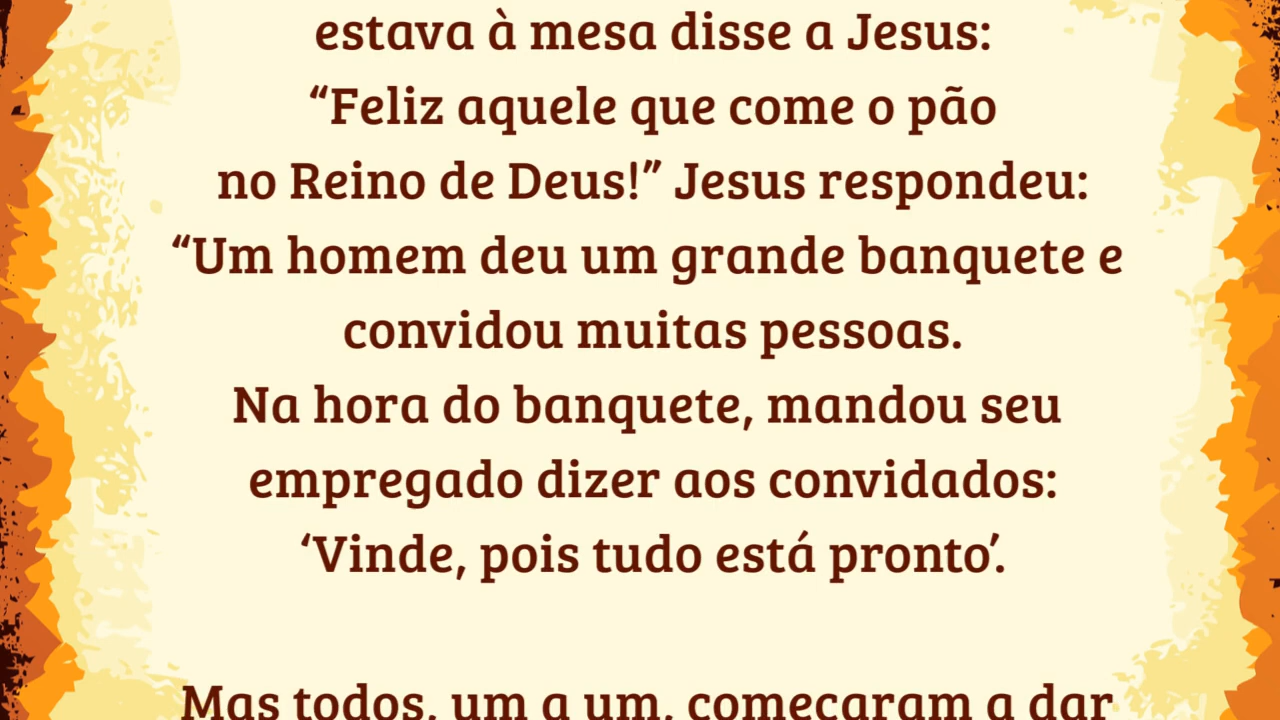 estava à mesa disse a Jesus:
“Feliz aquele que come o pão
no Reino de Deus!” Jesus respondeu:
“Um homem deu um grande banquete e
convidou muitas pessoas.
Na hora do banquete, mandou seu
empregado dizer aos convidados:
‘Vinde, pois tudo está pronto’.
Mas todos, um a um, começaram a dar